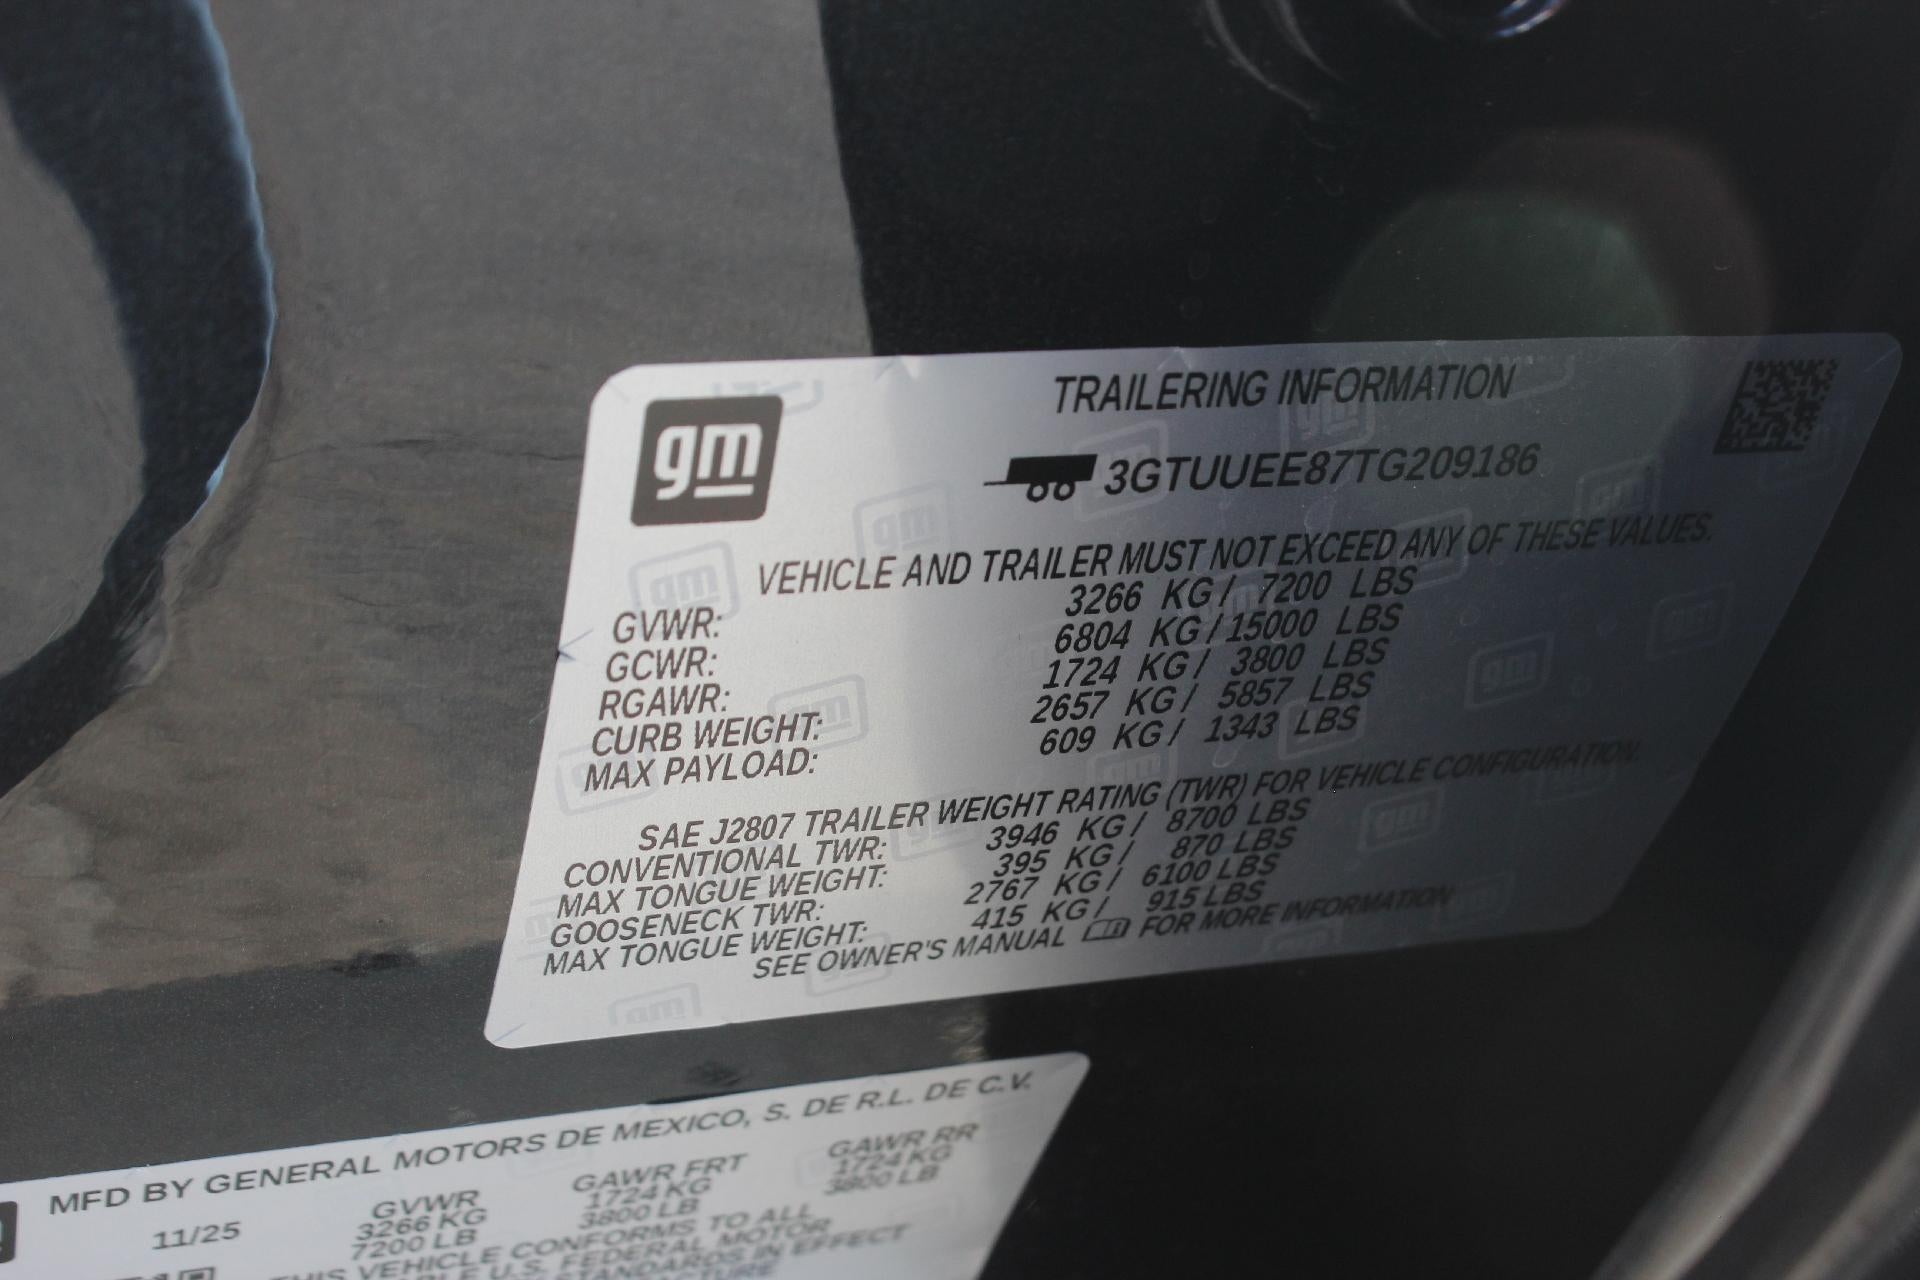 gm
TRAILERING INFORMATION
3GTUUEE87TG209186
VEHICLE AND TRAILER MUST NOT EXCEED ANY OF THESE VALUES.
GVWR: 3266 KG / 7200 LBS
GCWR: 6804 KG / 15000 LBS
RGAWR: 1724 KG / 3800 LBS
CURB WEIGHT: 2657 KG / 5857 LBS
MAX PAYLOAD: 609 KG / 1343 LBS
SAE J2807 TRAILER WEIGHT RATING (TWR) FOR VEHICLE CONFIGURATION.
CONVENTIONAL TWR: 3946 KG / 8700 LBS
MAX TONGUE WEIGHT: 395 KG / 870 LBS
GOOSENECK TWR: 2767 KG / 6100 LBS
MAX TONGUE WEIGHT: 415 KG / 915 LBS
SEE OWNER'S MANUAL FOR MORE INFORMATION
MFD BY GENERAL MOTORS DE MEXICO, S. DE R.L. DE C.V.
11/25 GVWR GAWR FRT GAWR RR
3266 KG 1724 KG 1724 KG
7200 LB 3800 LB 3800 LB
THIS VEHICLE CONFORMS TO ALL
U.S. FEDERAL MOTOR
STANDARDS IN EFFECT